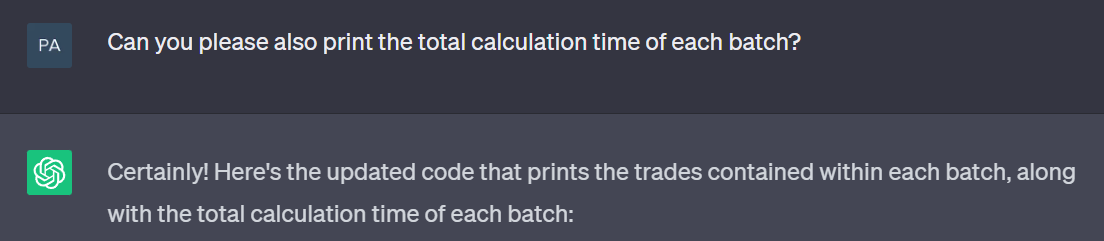 PA
Can you please also print the total calculation time of each batch?
Certainly! Here's the updated code that prints the trades contained within each batch, along
with the total calculation time of each batch: